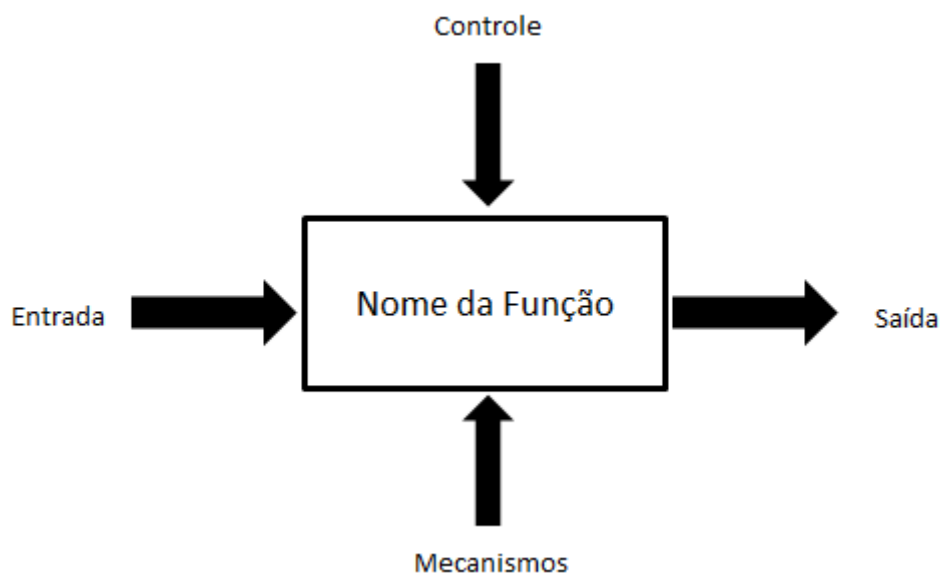 Controle
Entrada
Nome da Função
Saída
Mecanismos